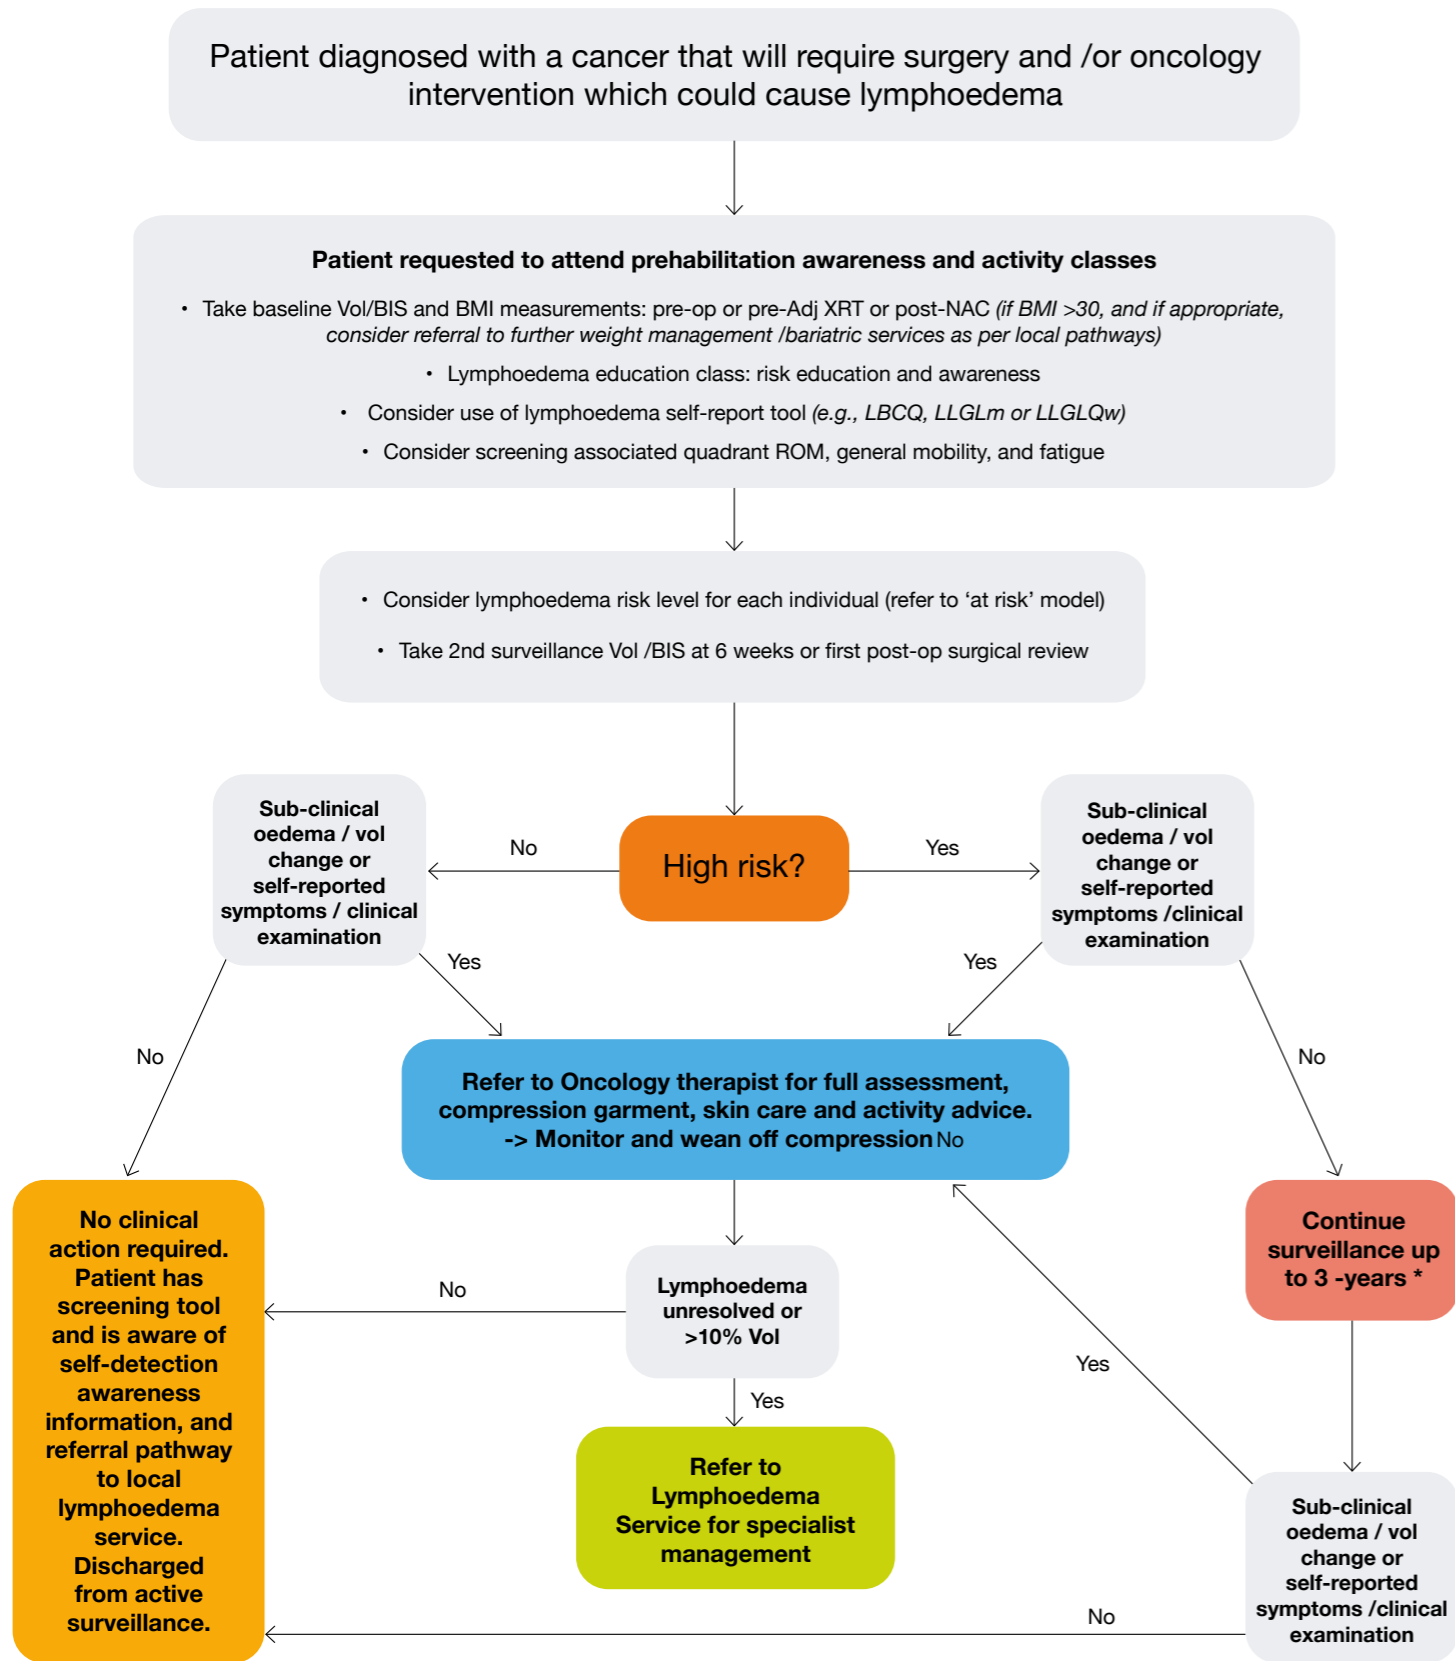 Patient diagnosed with a cancer that will require surgery and /or oncology
intervention which could cause lymphoedema
Patient requested to attend prehabilitation awareness and activity classes
• Take baseline Vol/BIS and BMI measurements: pre-op or pre-Adj XRT or post-NAC (if BMI >30, and if appropriate,
consider referral to further weight management /bariatric services as per local pathways)
• Lymphoedema education class: risk education and awareness
• Consider use of lymphoedema self-report tool (e.g., LBCQ, LLGLm or LLGLQw)
• Consider screening associated quadrant ROM, general mobility, and fatigue
• Consider lymphoedema risk level for each individual (refer to ‘at risk’ model)
• Take 2nd surveillance Vol /BIS at 6 weeks or first post-op surgical review
Sub-clinical
oedema / vol
change or
self-reported
symptoms / clinical
examination
No
High risk?
Yes
Sub-clinical
oedema / vol
change or
self-reported
symptoms /clinical
examination
Yes
Yes
No
No
Refer to Oncology therapist for full assessment,
compression garment, skin care and activity advice.
-> Monitor and wean off compression No
No clinical
action required.
Patient has
screening tool
and is aware of
self-detection
awareness
information, and
referral pathway
to local
lymphoedema
service.
Discharged
from active
surveillance.
No
Lymphoedema
unresolved or
>10% Vol
Yes
Continue
surveillance up
to 3 -years *
Yes
Refer to
Lymphoedema
Service for specialist
management
Sub-clinical
oedema / vol
change or
self-reported
symptoms /clinical
examination
No